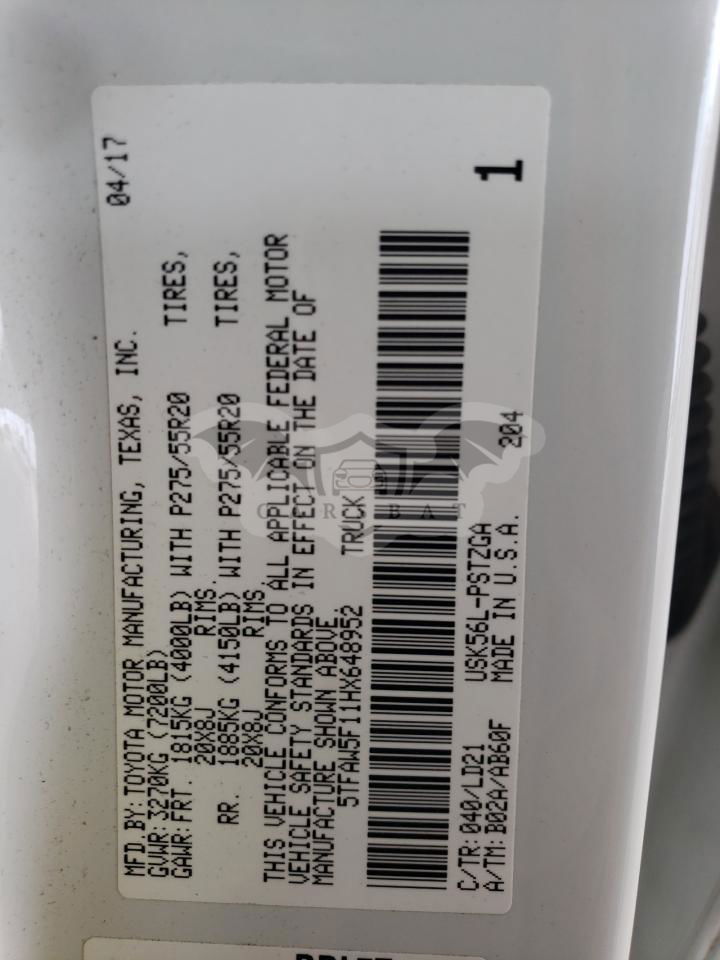 MFD.BY:TOYOTA MOTOR MANUFACTURING, TEXAS, INC. 04/17
GVWR:3270KG (7200LB)
GAWR:FRT. 1815KG (4000LB) WITH P275/55R20 TIRES,
20X8J RIMS,
RR. 1885KG (4150LB) WITH P275/55R20 TIRES,
20X8J RIMS.
THIS VEHICLE CONFORMS TO ALL APPLICABLE FEDERAL MOTOR
VEHICLE SAFETY STANDARDS IN EFFECT ON THE DATE OF
MANUFACTURE SHOWN ABOVE.
5TFAW5F11HX648952 TRUCK
1
C/TR:040/LD21 USK56L-PSTZGA
A/TM:B02A/AB60F MADE IN U.S.A. 204